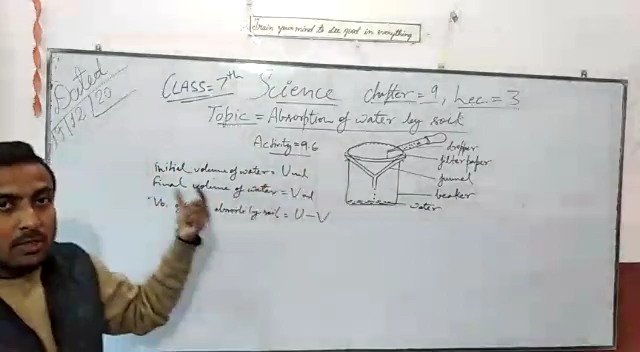 Train your mind to see good in everything
Dated
19/12/20
CLASS=7th Science chapter=9, Lec=3
Topic = Absorption of water by soil
Activity=9.6
initial volume of water = U ml
Final volume of water = V ml
absorbs by soil = U-V
dropper
filter paper
funnel
beaker
water